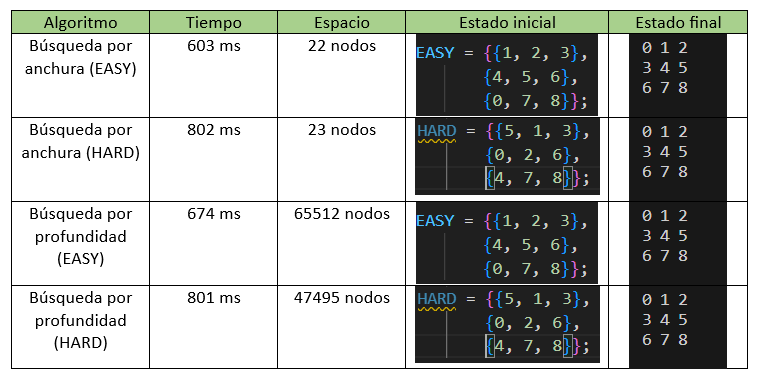 Algoritmo Tiempo Espacio Estado inicial Estado final
Búsqueda por
anchura (EASY)
603 ms
22 nodos
EASY = {{1, 2, 3},
{4, 5, 6},
{0, 7, 8}};
0 1 2
3 4 5
6 7 8
Búsqueda por
anchura (HARD)
802 ms
23 nodos
HARD = {{5, 1, 3},
{0, 2, 6},
{4, 7, 8}};
0 1 2
3 4 5
6 7 8
Búsqueda por
profundidad
(EASY)
674 ms
65512 nodos
EASY = {{1, 2, 3},
{4, 5, 6},
{0, 7, 8}};
0 1 2
3 4 5
6 7 8
Búsqueda por
profundidad
(HARD)
801 ms
47495 nodos
HARD = {{5, 1, 3},
{0, 2, 6},
{4, 7, 8}};
0 1 2
3 4 5
6 7 8